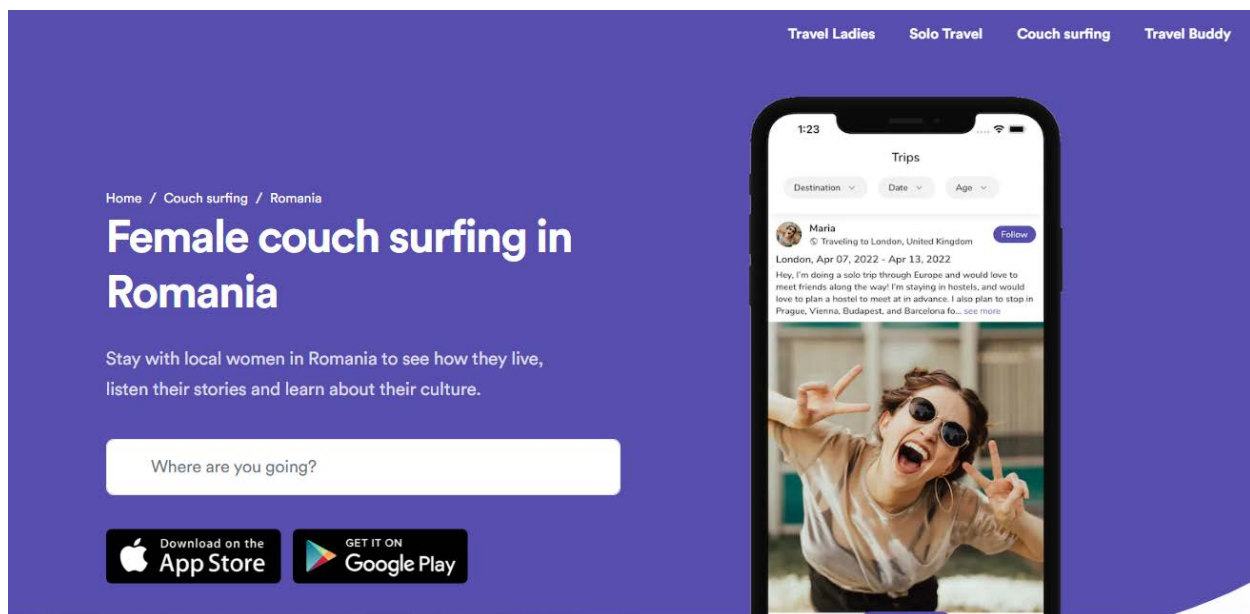 Travel Ladies Solo Travel Couch surfing Travel Buddy
Home / Couch surfing / Romania
Female couch surfing in
Romania
Stay with local women in Romania to see how they live,
listen their stories and learn about their culture.
Where are you going?
Download on the
App Store
GET IT ON
Google Play
1:23
Trips
Destination
Date
Age
Maria
Traveling to London, United Kingdom
Follow
London, Apr 07, 2022 - Apr 13, 2022
Hey, I'm doing a solo trip through Europe and would love to
meet friends along the way! I'm staying in hostels, and would
love to plan a hostel to meet at in advance. I also plan to stop in
Prague, Vienna, Budapest, and Barcelona fo... see more